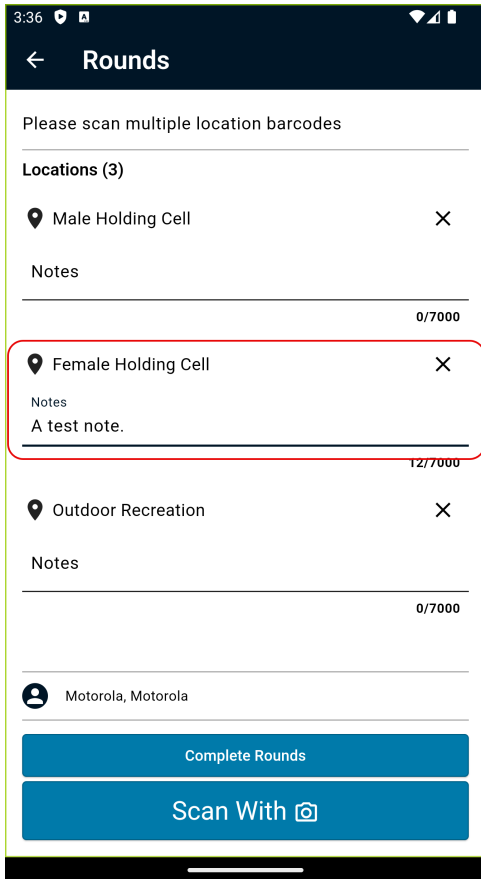 3:36
A
Rounds
Please scan multiple location barcodes
Locations (3)
Male Holding Cell
Notes
0/7000
Female Holding Cell
Notes
A test note.
12/7000
Outdoor Recreation
Notes
0/7000
Motorola, Motorola
Complete Rounds
Scan With